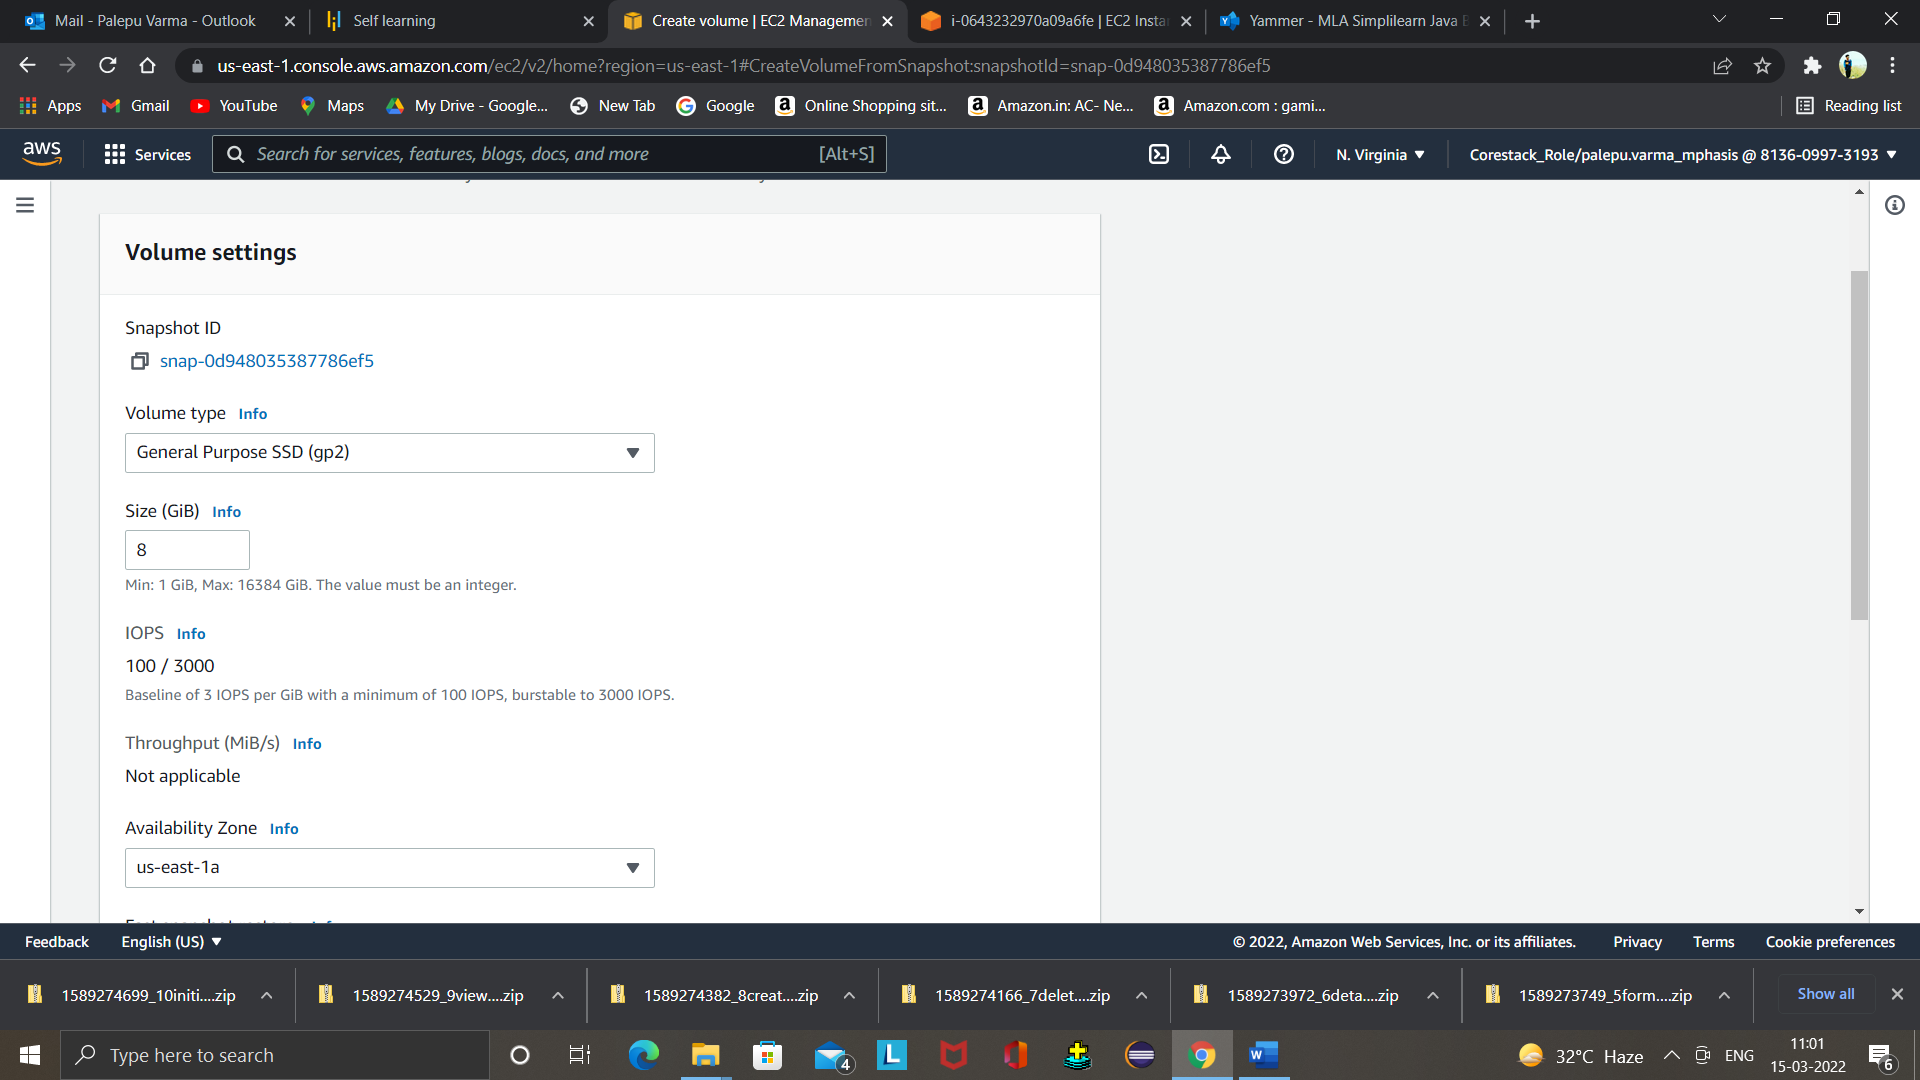 Mail - Palepu Varma - Outlook
Self learning
Create volume | EC2 Managemen
i-0643232970a09a6fe | EC2 Insta
Yammer - MLA Simplilearn Java B
us-east-1.console.aws.amazon.com/ec2/v2/home?region=us-east-1#CreateVolumeFromSnapshot:snapshotId=snap-0d948035387786ef5
Apps
Gmail
YouTube
Maps
My Drive - Google...
New Tab
Google
Online Shopping sit...
Amazon.in: AC- Ne...
Amazon.com : gami...
Reading list
aws
Services
Search for services, features, blogs, docs, and more
[Alt+S]
N. Virginia
Corestack_Role/palepu.varma_mphasis @ 8136-0997-3193
Volume settings
Snapshot ID
snap-0d948035387786ef5
Volume type Info
General Purpose SSD (gp2)
Size (GiB) Info
8
Min: 1 GiB, Max: 16384 GiB. The value must be an integer.
IOPS Info
100 / 3000
Baseline of 3 IOPS per GiB with a minimum of 100 IOPS, burstable to 3000 IOPS.
Throughput (MiB/s) Info
Not applicable
Availability Zone Info
us-east-1a
Feedback
English (US)
© 2022, Amazon Web Services, Inc. or its affiliates.
Privacy
Terms
Cookie preferences
1589274699_10initi....zip
1589274529_9view....zip
1589274382_8creat....zip
1589274166_7delet....zip
1589273972_6deta....zip
1589273749_5form....zip
Show all
Type here to search
4
L
W
32°C Haze
ENG
11:01
15-03-2022
6